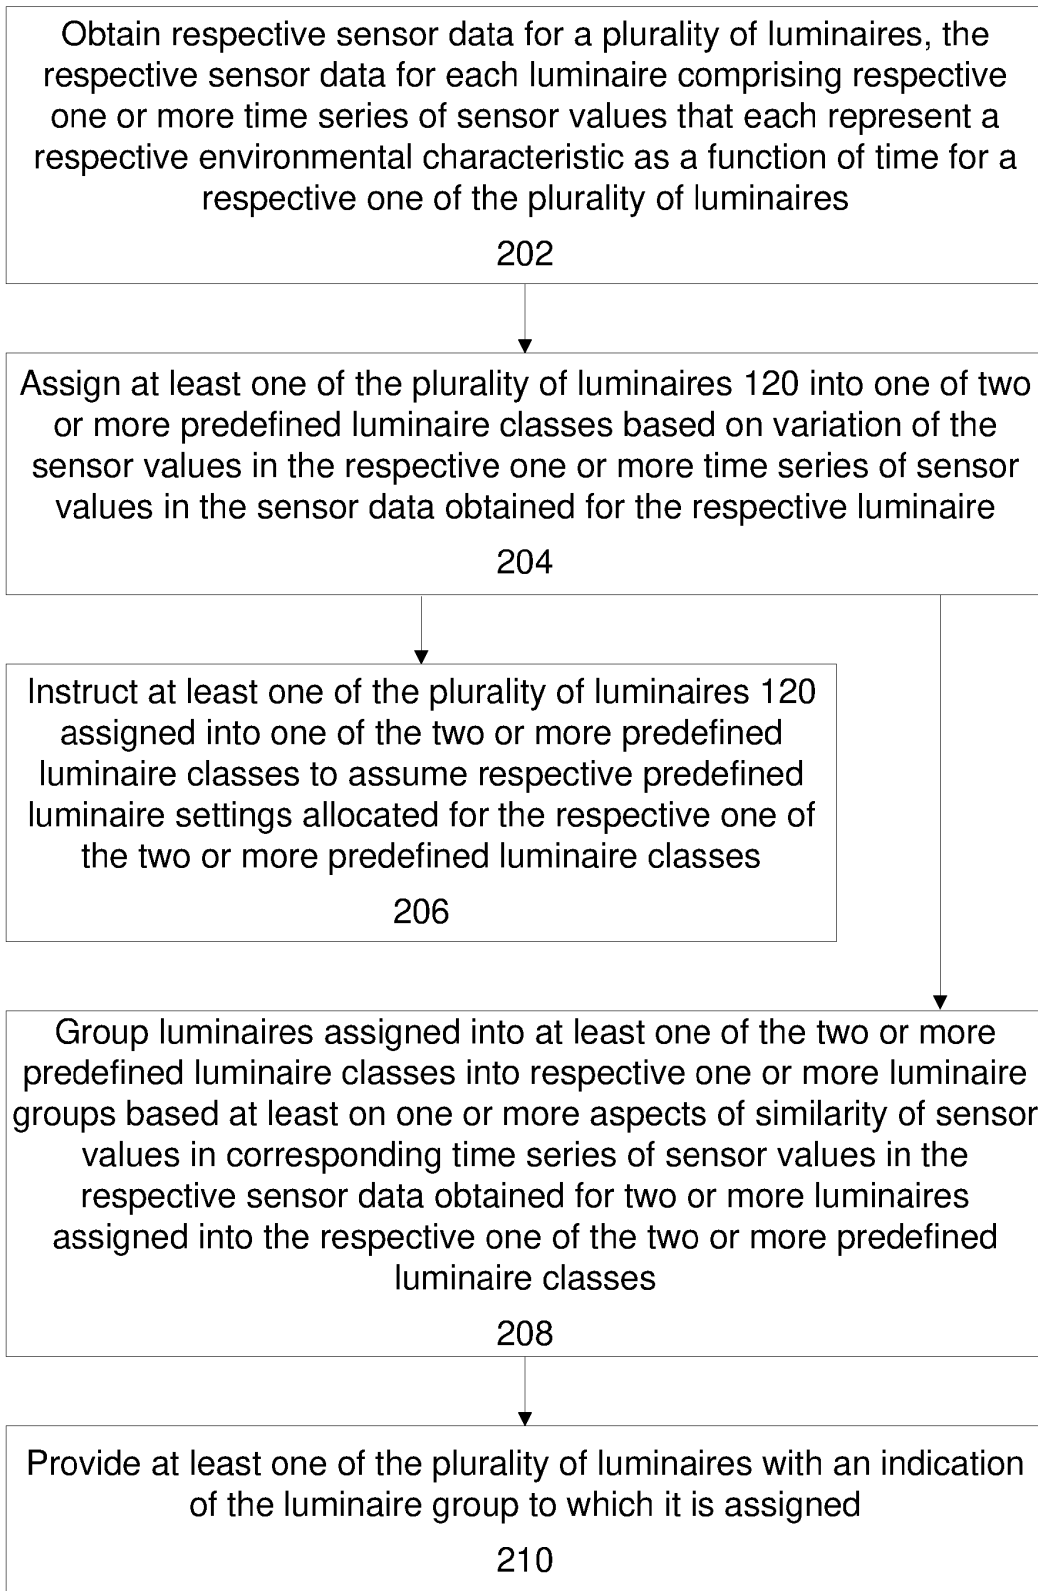 Obtain respective sensor data for a plurality of luminaires, the
respective sensor data for each luminaire comprising respective
one or more time series of sensor values that each represent a
respective environmental characteristic as a function of time for a
respective one of the plurality of luminaires
202
Assign at least one of the plurality of luminaires 120 into one of two
or more predefined luminaire classes based on variation of the
sensor values in the respective one or more time series of sensor
values in the sensor data obtained for the respective luminaire
204
Instruct at least one of the plurality of luminaires 120
assigned into one of the two or more predefined
luminaire classes to assume respective predefined
luminaire settings allocated for the respective one of
the two or more predefined luminaire classes
206
Group luminaires assigned into at least one of the two or more
predefined luminaire classes into respective one or more luminaire
groups based at least on one or more aspects of similarity of sensor
values in corresponding time series of sensor values in the
respective sensor data obtained for two or more luminaires
assigned into the respective one of the two or more predefined
luminaire classes
208
Provide at least one of the plurality of luminaires with an indication
of the luminaire group to which it is assigned
210